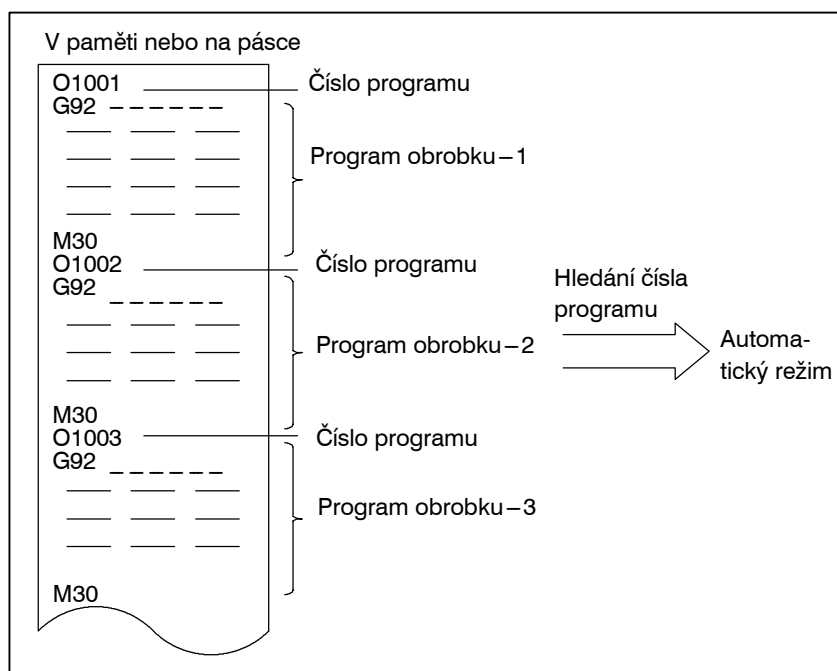 V paměti nebo na pásce
O1001
Číslo programu
G92
Program obrobku−1
M30
O1002
Číslo programu
G92
Hledání čísla
programu
Program obrobku−2
Automa-
tický režim
M30
O1003
Číslo programu
G92
Program obrobku−3
M30